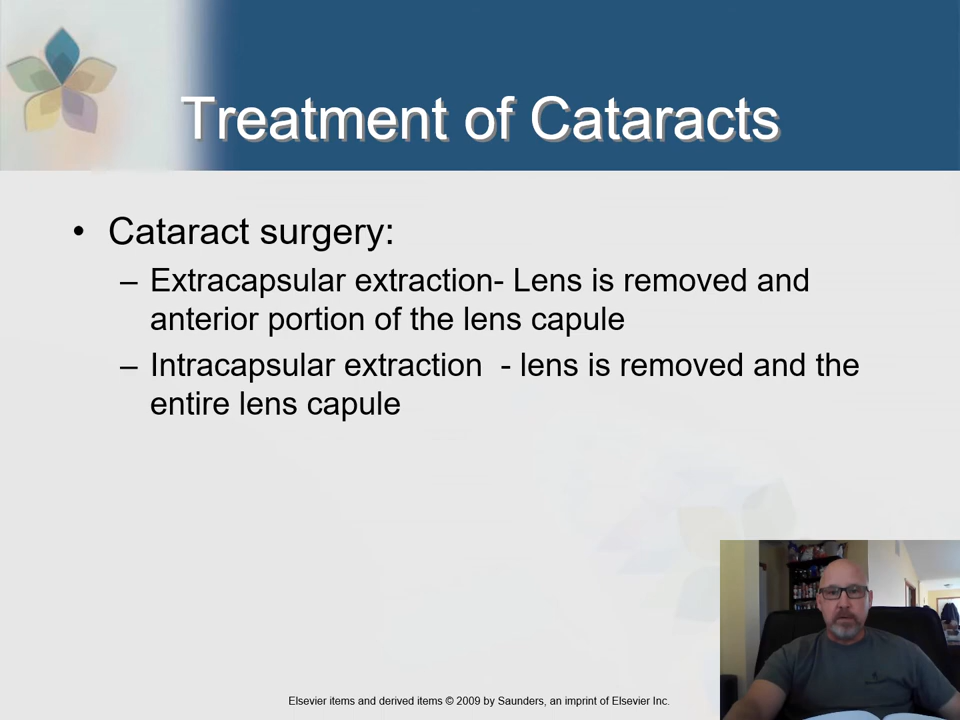 Treatment of Cataracts
• Cataract surgery:
– Extracapsular extraction- Lens is removed and
anterior portion of the lens capule
– Intracapsular extraction - lens is removed and the
entire lens capule
Elsevier items and derived items © 2009 by Saunders, an imprint of Elsevier Inc.